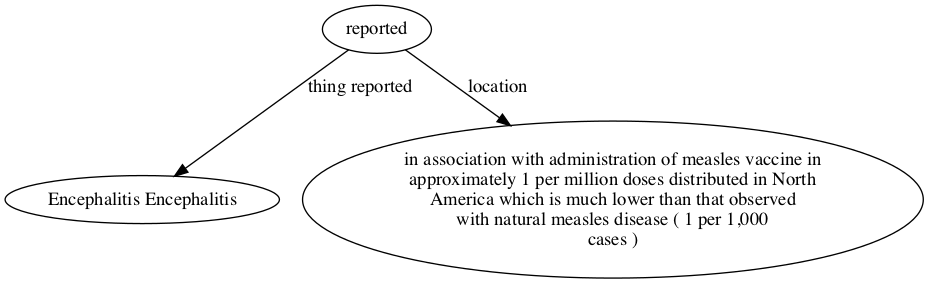 reported
thing reported
location
in association with administration of measles vaccine in
approximately 1 per million doses distributed in North
America which is much lower than that observed
with natural measles disease ( 1 per 1,000
cases )
Encephalitis Encephalitis